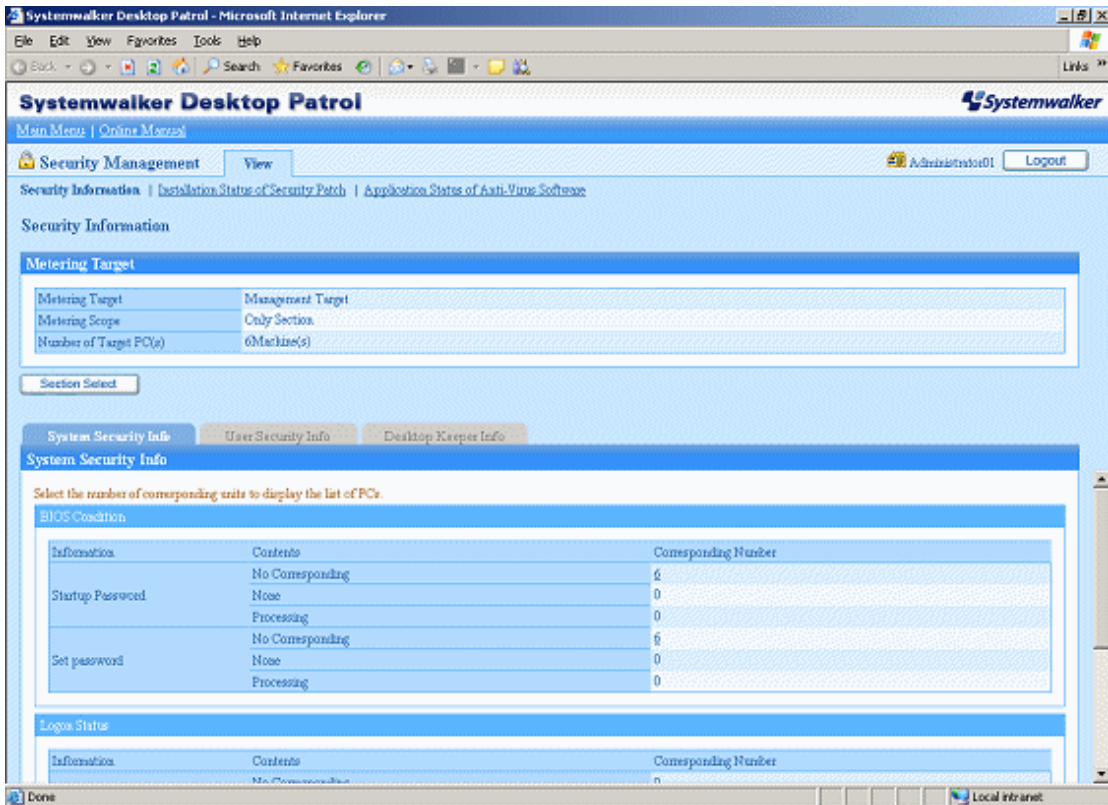 Systemwalker Desktop Patrol - Microsoft Internet Explorer
File Edit View Favorites Tools Help
Back Search Favorites Links »
Systemwalker Desktop Patrol Systemwalker
Main Menu | Online Manual
Security Management View Administrator01 Logout
Security Information | Installation Status of Security Patch | Application Status of Anti-Virus Software
Security Information
Metering Target
Metering Target Management Target
Metering Scope Only Section
Number of Target PC(s) 6Machine(s)
Section Select
System Security Info User Security Info Desktop Keeper Info
System Security Info
Select the number of corresponding units to display the list of PCs.
BIOS Condition
Information Contents Corresponding Number
No Corresponding 6
Startup Password None 0
Processing 0
No Corresponding 6
Set password None 0
Processing 0
Logon Status
Information Contents Corresponding Number
No Corresponding 0
Done Local intranet